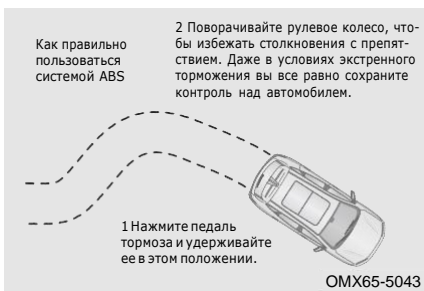 Как правильно
пользоваться
системой ABS
2 Поворачивайте рулевое колесо, что-
бы избежать столкновения с препят-
ствием. Даже в условиях экстренного
торможения вы все равно сохраните
контроль над автомобилем.
1 Нажмите педаль
тормоза и удерживайте
ее в этом положении.
OMX65-5043